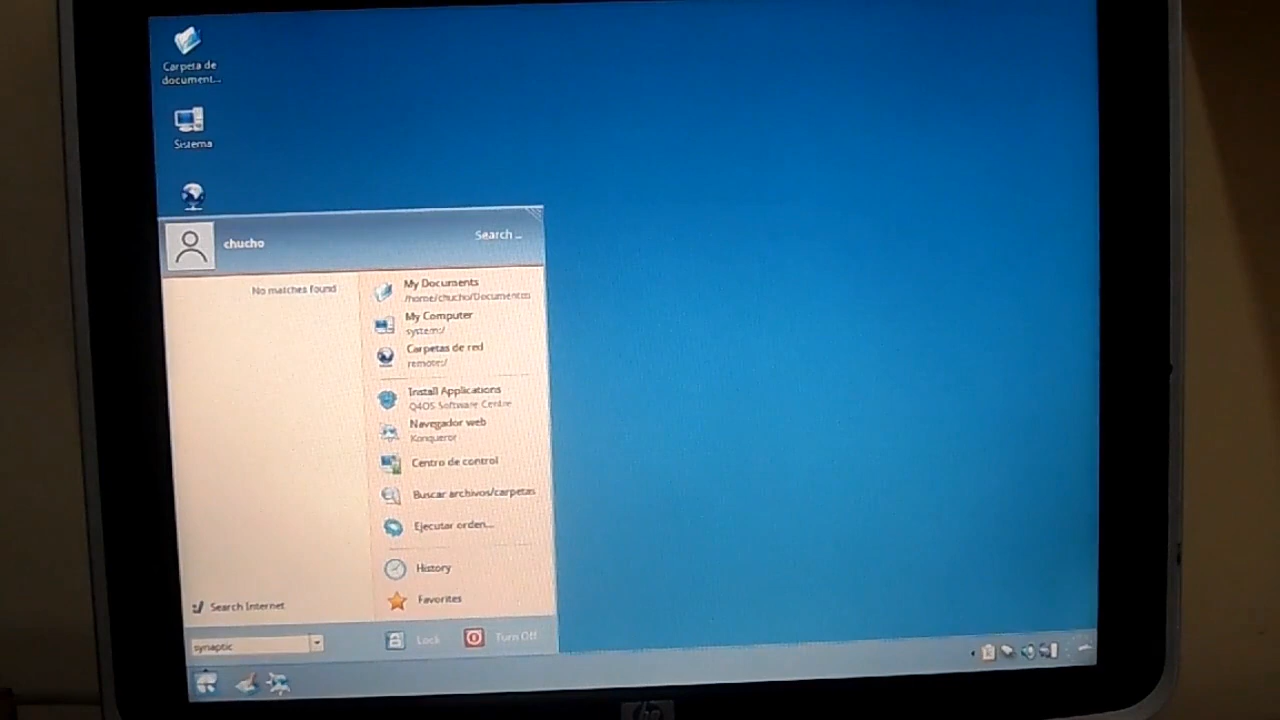 Carpeta de
document...
Sistema
chucho
Search ...
No matches found
My Documents
/home/chucho/Documentos
My Computer
system:/
Carpetas de red
remote:/
Install Applications
Q4OS Software Centre
Navegador web
Konqueror
Centro de control
Buscar archivos/carpetas
Ejecutar orden...
History
Favorites
Search Internet
synaptic
Lock
Turn Off
hp